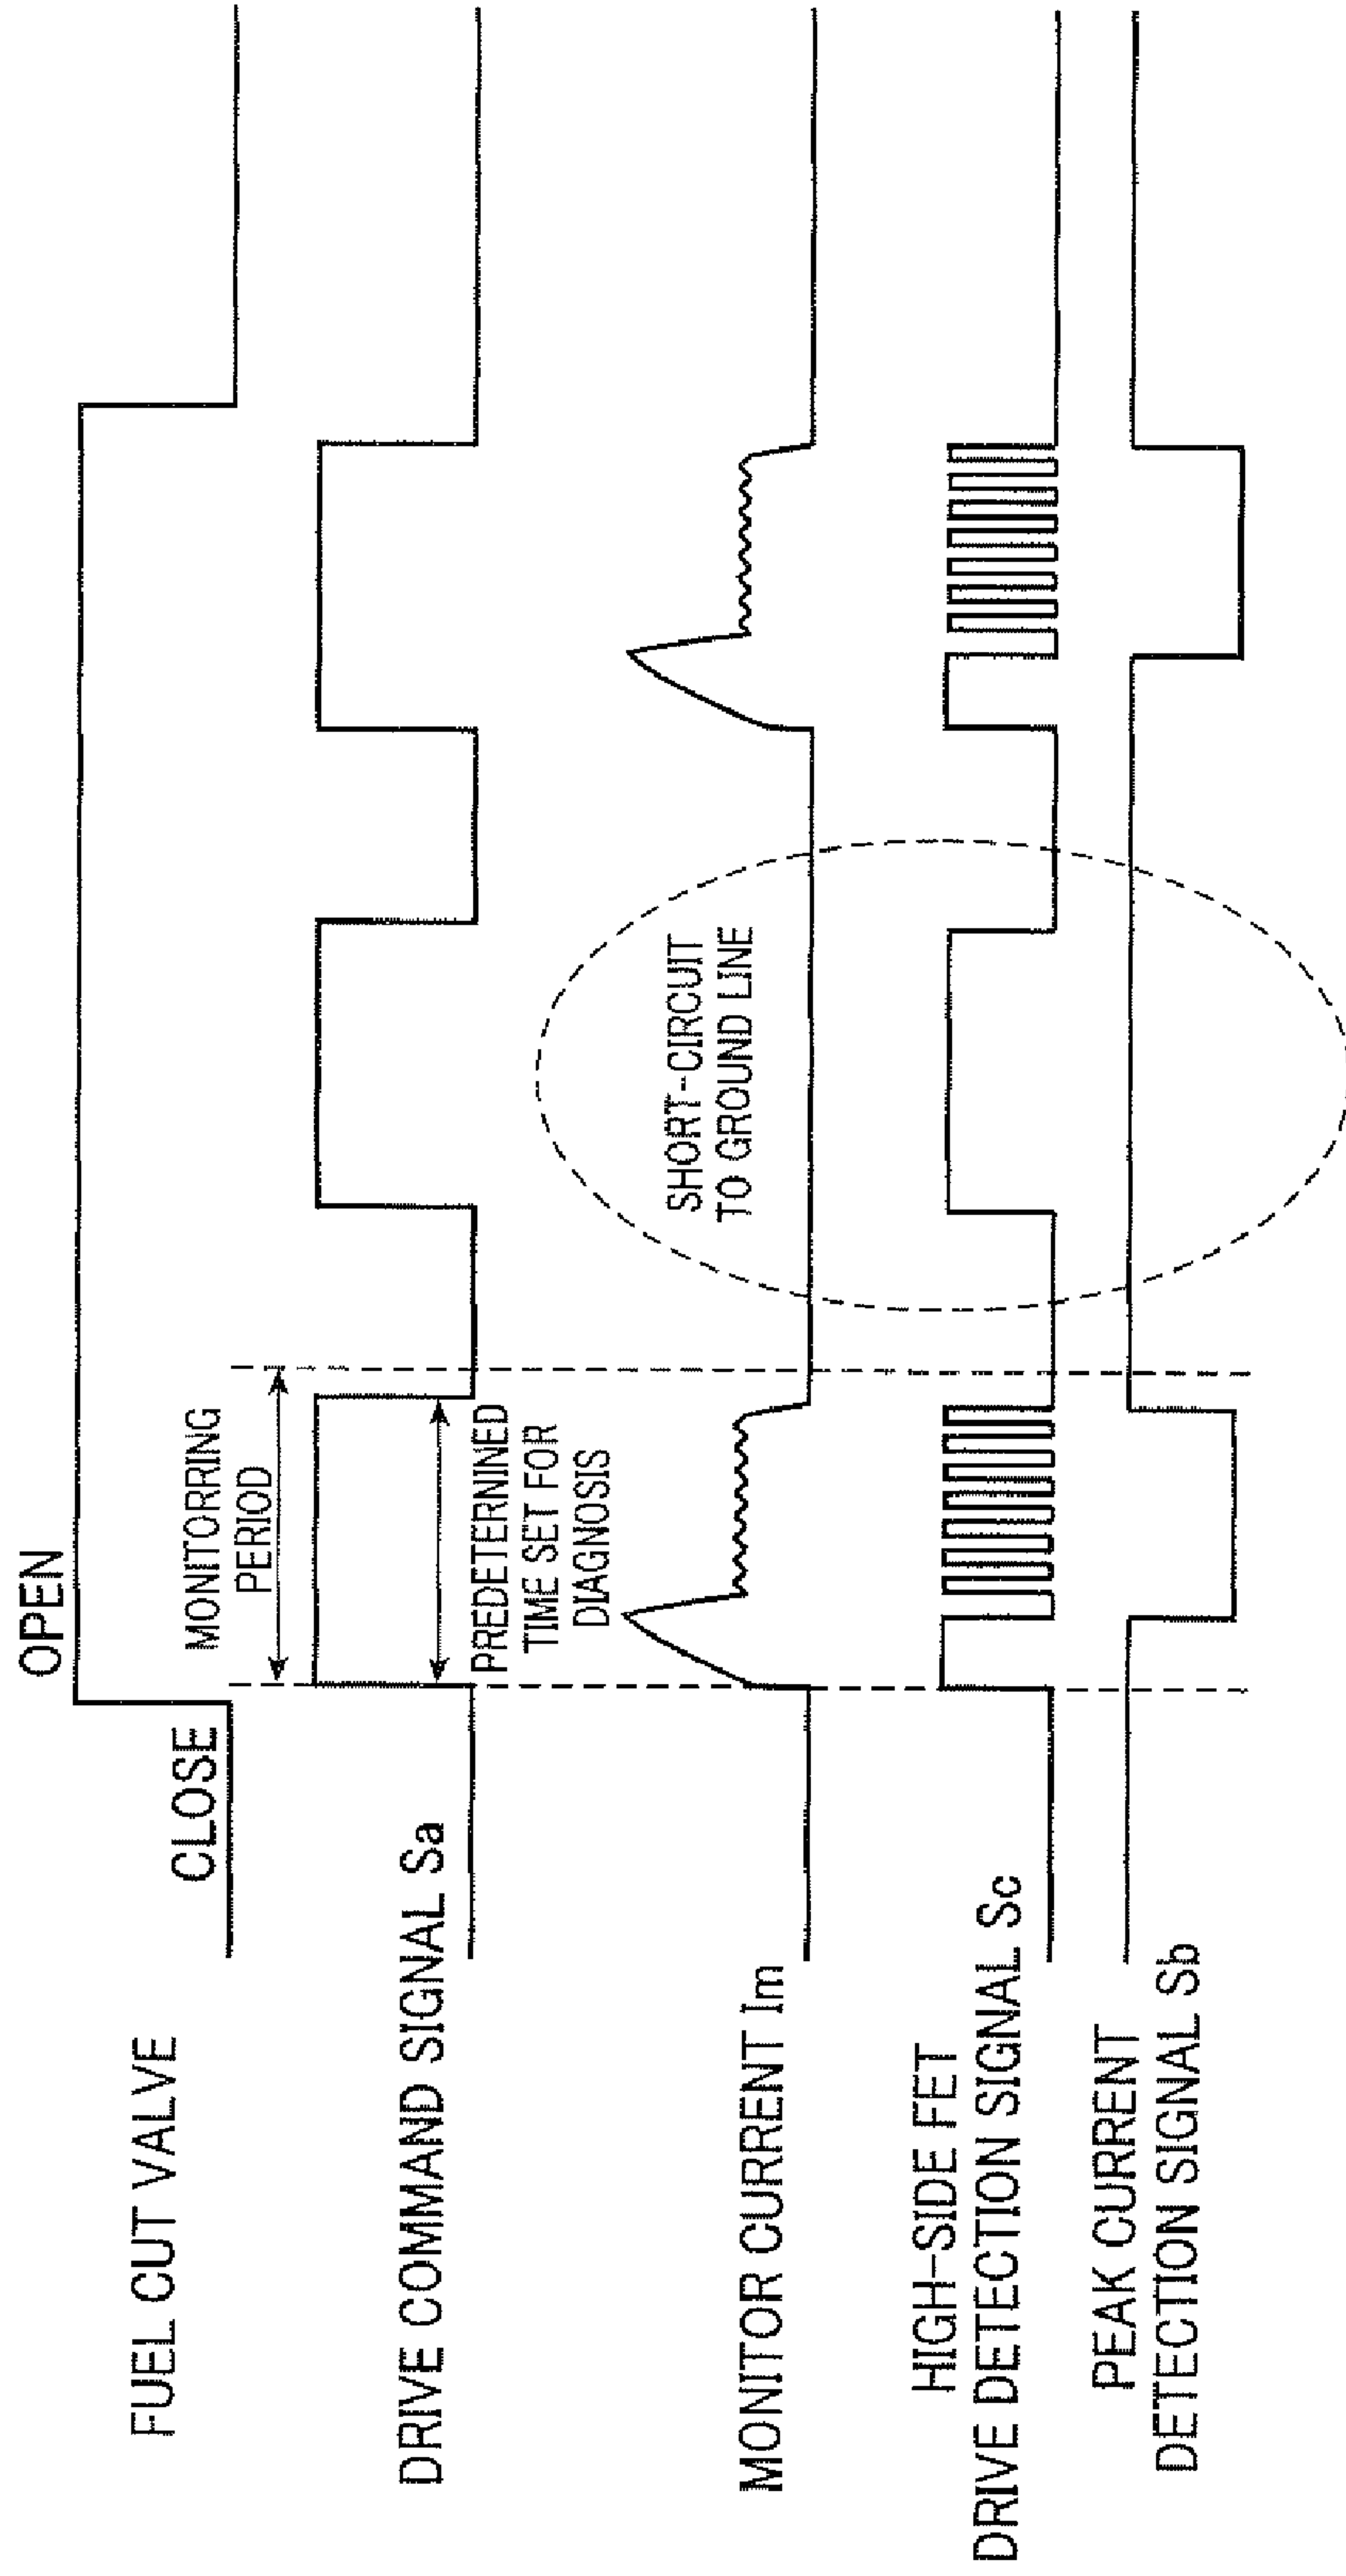 FUEL CUT VALVE
CLOSE
OPEN
MONITORRING
PERIOD
DRIVE COMMAND SIGNAL Sa
PREDETERNINED
TIME SET FOR
DIAGNOSIS
MONITOR CURRENT Im
SHORT-CIRCUIT
TO GROUND LINE
HIGH-SIDE FET
DRIVE DETECTION SIGNAL Sc
PEAK CURRENT
DETECTION SIGNAL Sb